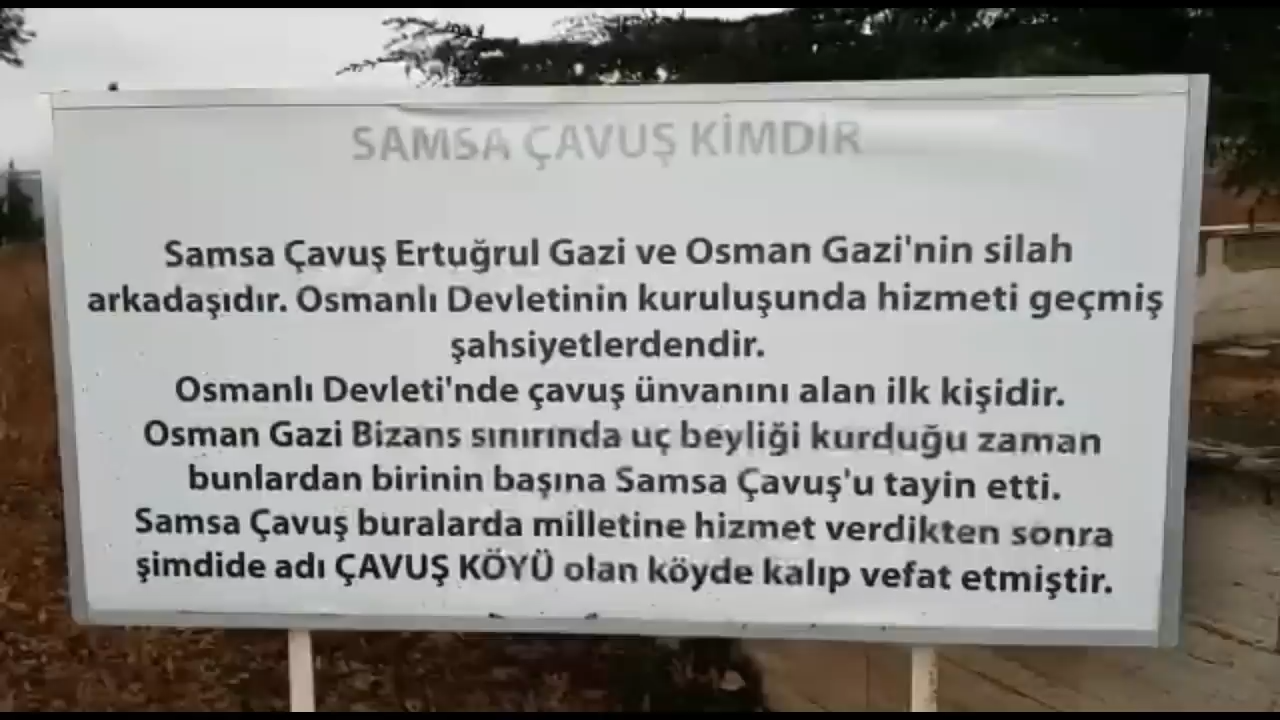 SAMSA ÇAVUŞ KİMDİR
Samsa Çavuş Ertuğrul Gazi ve Osman Gazi'nin silah
arkadaşıdır. Osmanlı Devletinin kuruluşunda hizmeti geçmiş
şahsiyetlerdendir.
Osmanlı Devleti'nde çavuş ünvanını alan ilk kişidir.
Osman Gazi Bizans sınırında uç beyliği kurduğu zaman
bunlardan birinin başına Samsa Çavuş'u tayin etti.
Samsa Çavuş buralarda milletine hizmet verdikten sonra
şimdide adı ÇAVUŞ KÖYÜ olan köyde kalıp vefat etmiştir.